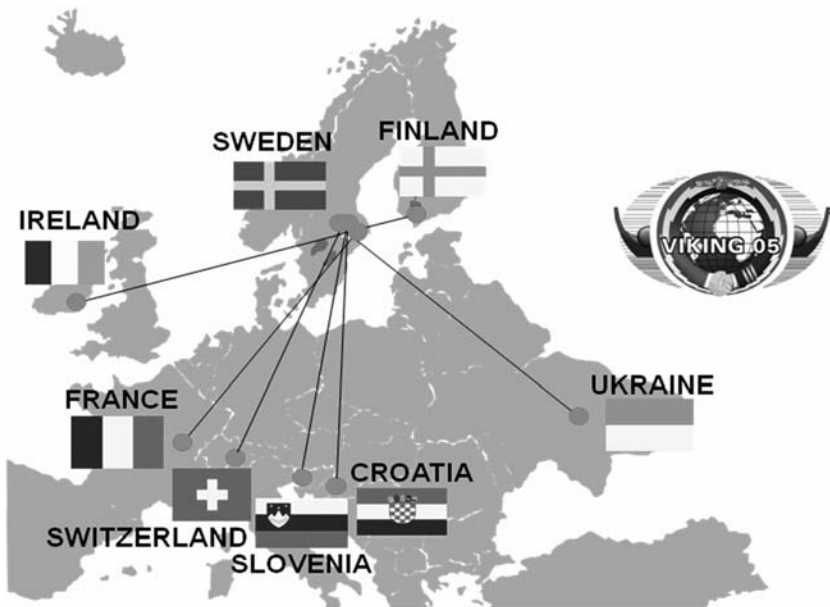 SWEDEN
FINLAND
IRELAND
VIKING 05
FRANCE
UKRAINE
CROATIA
SWITZERLAND
SLOVENIA